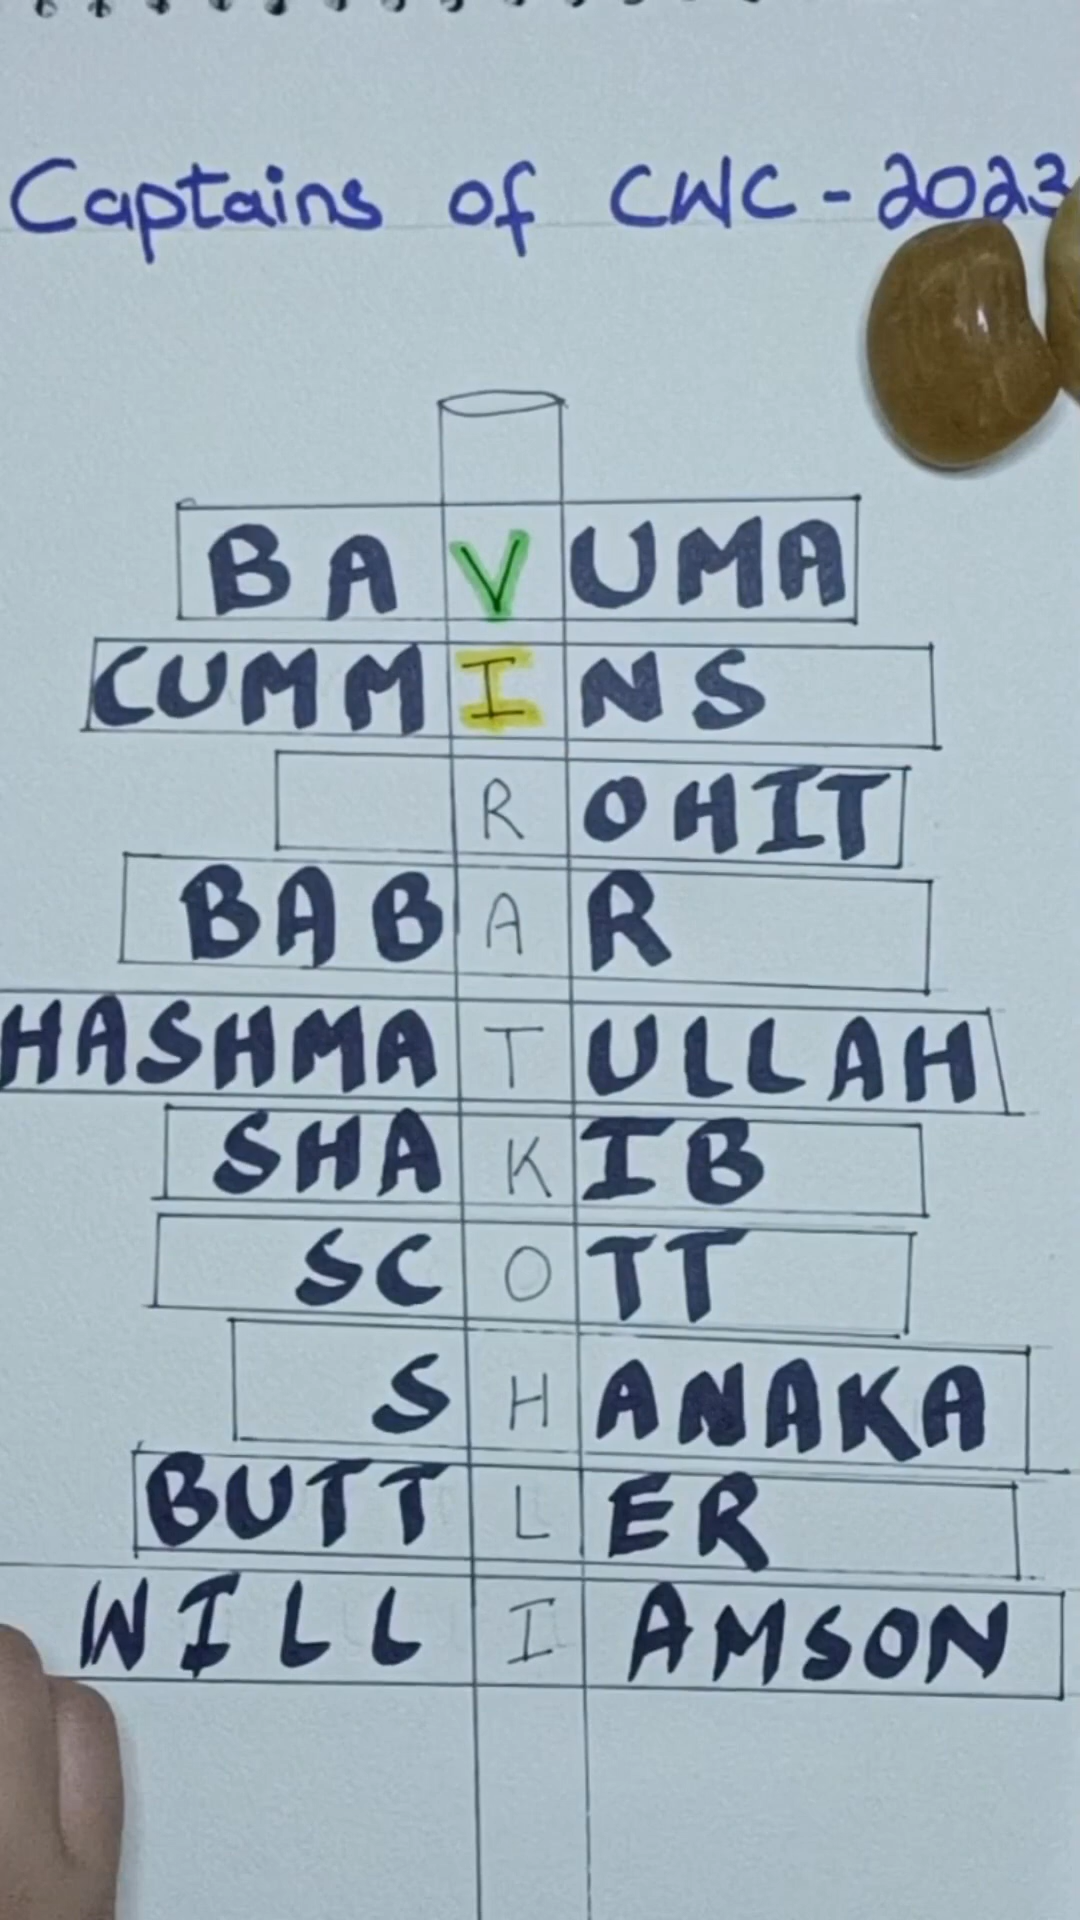 Captains of CWC-2023
BAVUMA
CUMMINS
ROHIT
BABAR
HASHMATULLAH
SHAKIB
SCOTT
SHANAKA
BUTTLER
WILLIAMSON